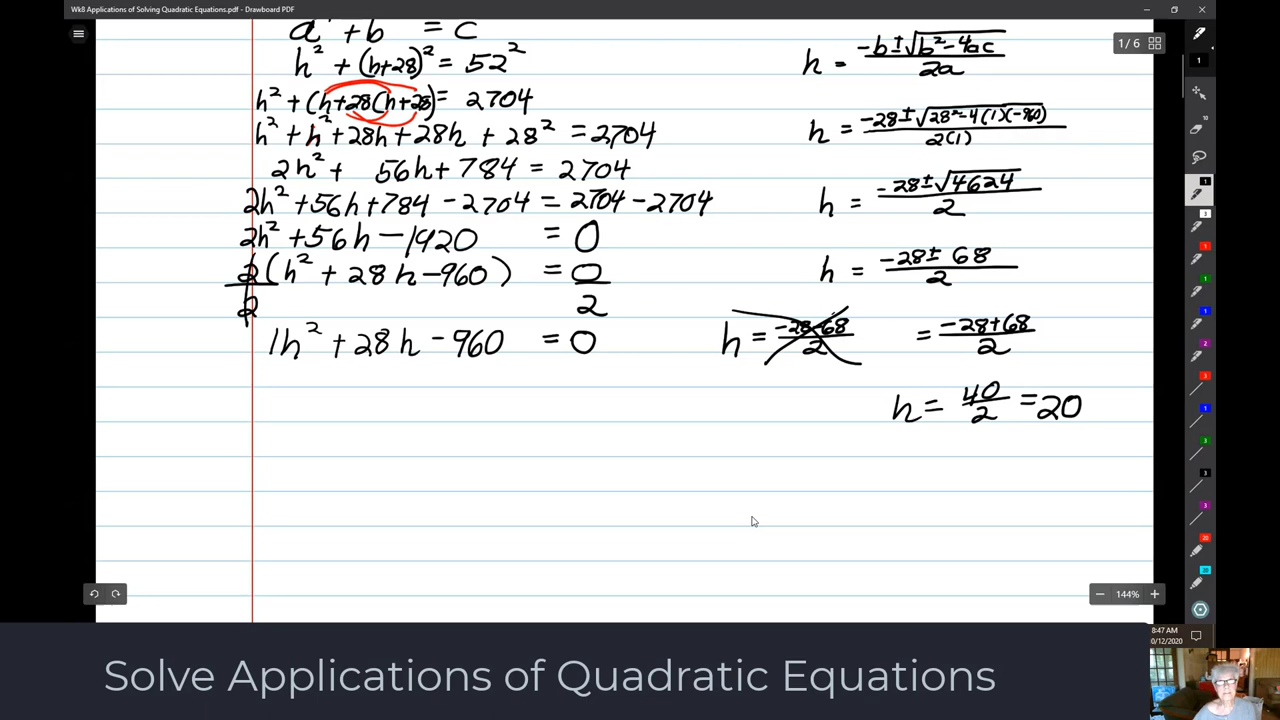 Wk8 Applications of Solving Quadratic Equations.pdf - Drawboard PDF
1/6
a² + b² = c²
h² + (h+28)² = 52²
h² + (h+28(h+28) = 2704
h² + h² + 28h + 28h + 28² = 2704
2h² + 56h + 784 = 2704
2h² + 56h + 784 - 2704 = 2704 - 2704
2h² + 56h - 1920 = 0
2(h² + 28h - 960) = 0
2 2
1h² + 28h - 960 = 0
h = -b ± √b² - 4ac
2a
h = -28 ± √28² - 4(1)(-960)
2(1)
h = -28 ± √4624
2
h = -28 ± 68
2
h = -28-68 = -28+68
2 2
h = 40/2 = 20
144%
8:47 AM
0/12/2020
Solve Applications of Quadratic Equations